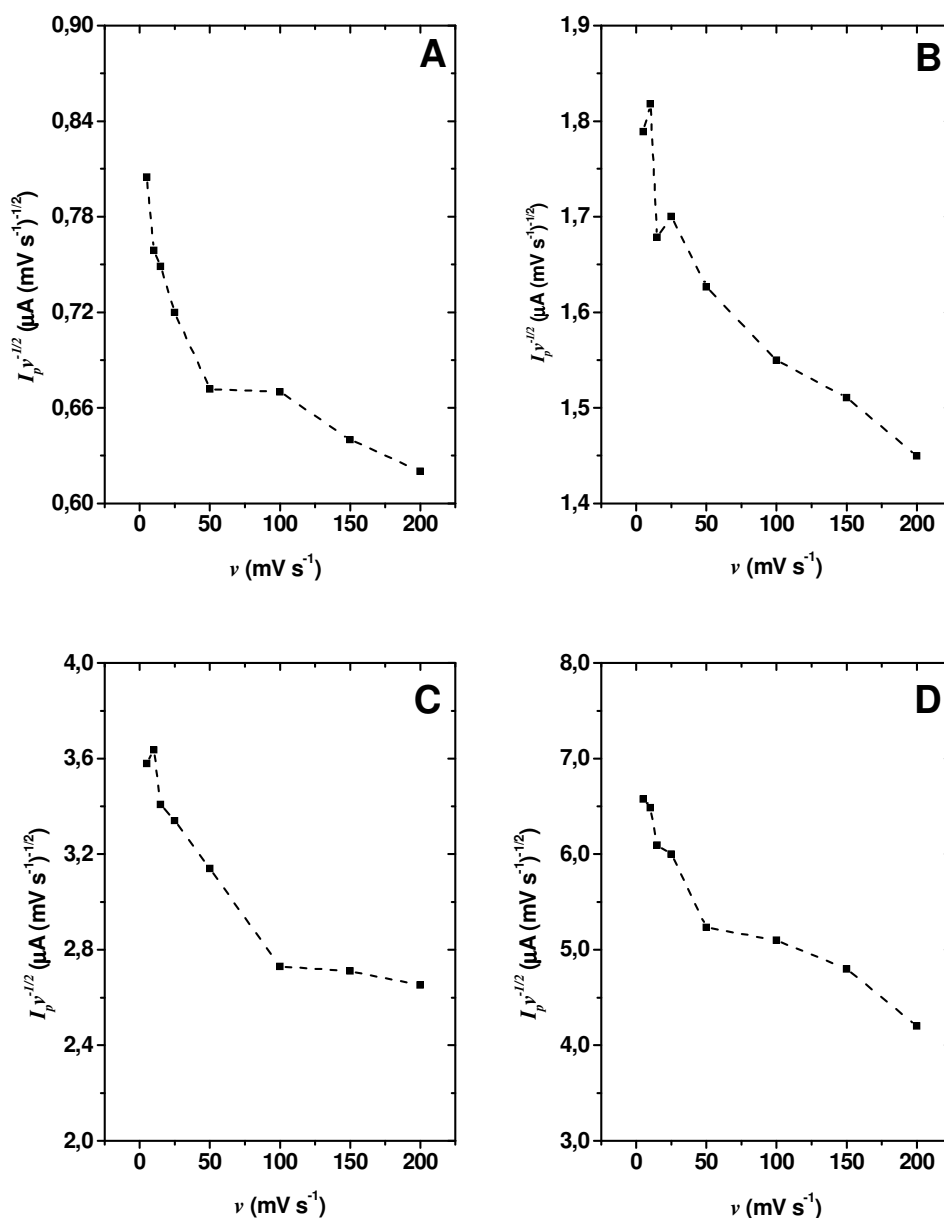 A
0,90
0,84
0,78
0,72
0,66
0,60
I_p v^-1/2 (µA (mV s^-1)^-1/2)
0 50 100 150 200
v (mV s^-1)
B
1,9
1,8
1,7
1,6
1,5
1,4
I_p v^-1/2 (µA (mV s^-1)^-1/2)
0 50 100 150 200
v (mV s^-1)
C
4,0
3,6
3,2
2,8
2,4
2,0
I_p v^-1/2 (µA (mV s^-1)^-1/2)
0 50 100 150 200
v (mV s^-1)
D
8,0
7,0
6,0
5,0
4,0
3,0
I_p v^-1/2 (µA (mV s^-1)^-1/2)
0 50 100 150 200
v (mV s^-1)